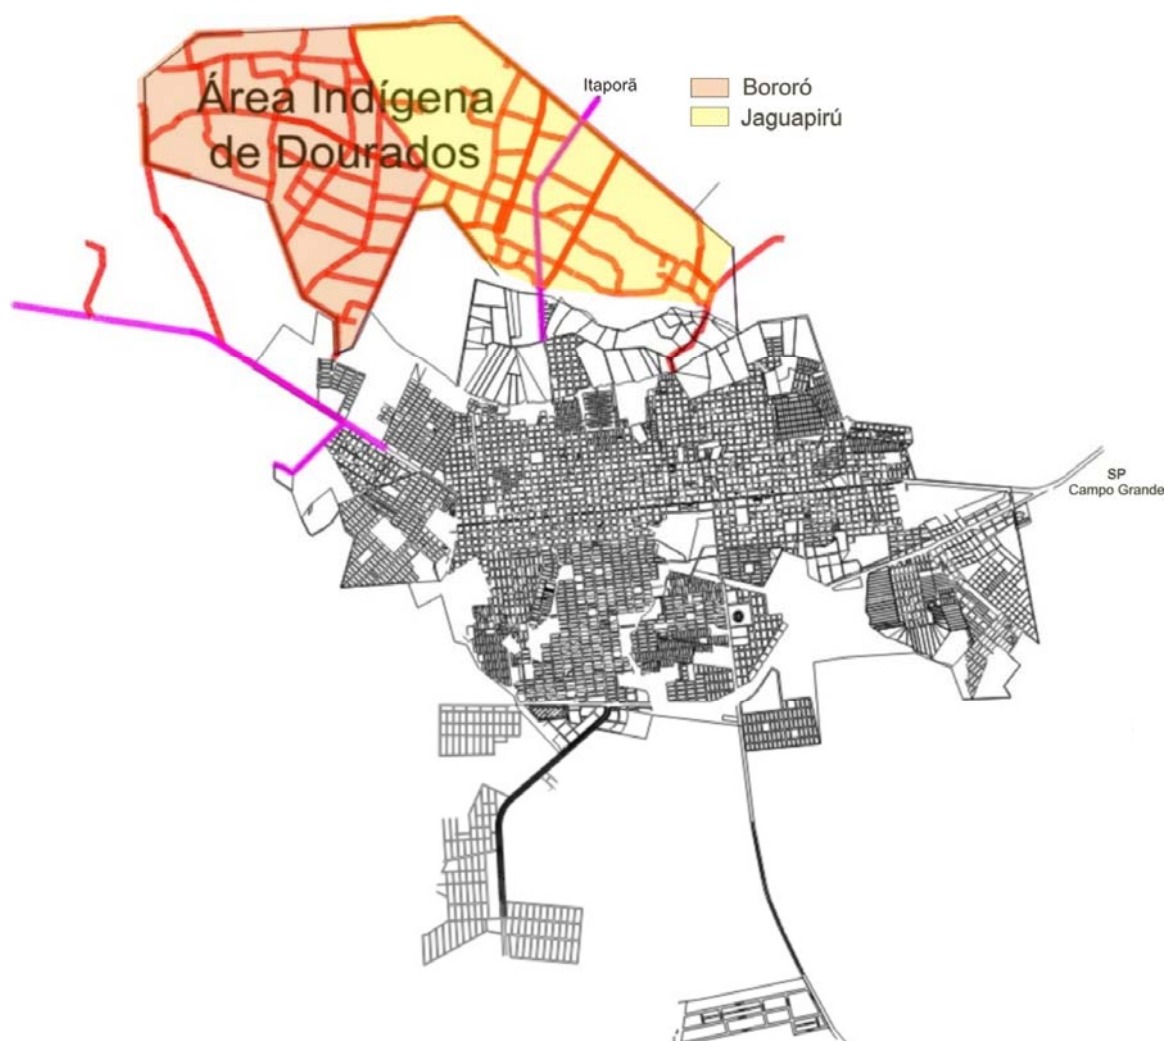 Área Indígena
de Dourados
Itaporã
Bororó
Jaguapirú
SP
Campo Grande